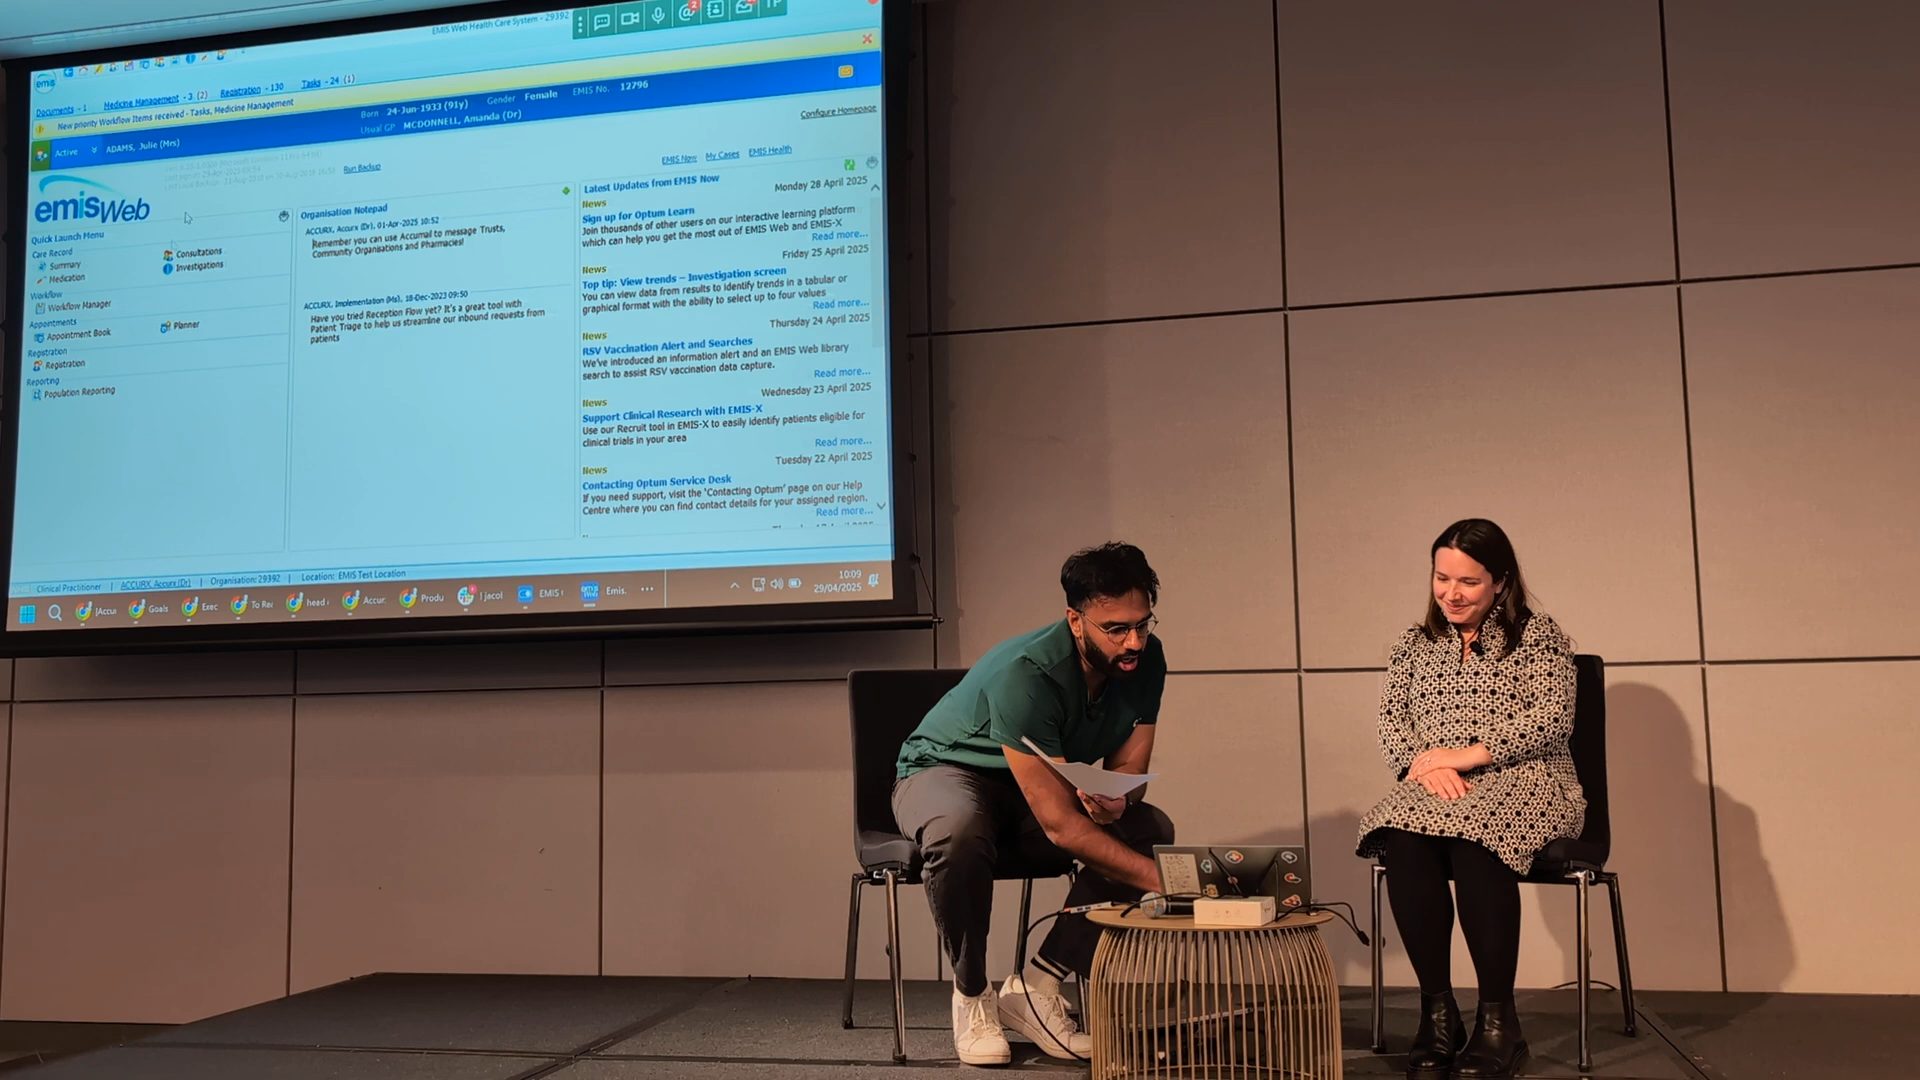 EMIS Web Health Care System - 29392
2
TP
emis
Documents - 1 Medicine Management - 3 (2) Registration - 130 Tasks - 24 (1)
New priority Workflow Items received - Tasks, Medicine Management
Active ADAMS, Julie (Mrs) Born 24-Jun-1933 (91y) Gender Female EMIS No. 12796
Usual GP MCDONNELL, Amanda (Dr)
Configure Homepage
Run Backup
EMIS Now My Cases EMIS Health
emisWeb
Quick Launch Menu
Care Record
Summary
Consultations
Medication
Investigations
Workflow
Workflow Manager
Appointments
Appointment Book
Planner
Registration
Registration
Reporting
Population Reporting
Organisation Notepad
ACCURX, Accurx (Dr), 01-Apr-2025 10:52
Remember you can use Accumail to message Trusts,
Community Organisations and Pharmacies!
ACCURX, Implementation (Ms), 18-Dec-2023 09:50
Have you tried Reception Flow yet? It's a great tool with
Patient Triage to help us streamline our inbound requests from
patients
Latest Updates from EMIS Now
Monday 28 April 2025
News
Sign up for Optum Learn
Join thousands of other users on our interactive learning platform
which can help you get the most out of EMIS Web and EMIS-X
Read more...
Friday 25 April 2025
News
Top tip: View trends – Investigation screen
You can view data from results to identify trends in a tabular or
graphical format with the ability to select up to four values
Read more...
Thursday 24 April 2025
News
RSV Vaccination Alert and Searches
We've introduced an information alert and an EMIS Web library
search to assist RSV vaccination data capture.
Read more...
Wednesday 23 April 2025
News
Support Clinical Research with EMIS-X
Use our Recruit tool in EMIS-X to easily identify patients eligible for
clinical trials in your area
Read more...
Tuesday 22 April 2025
News
Contacting Optum Service Desk
If you need support, visit the 'Contacting Optum' page on our Help
Centre where you can find contact details for your assigned region.
Read more...
Clinical Practitioner | ACCURX, Accurx (Dr) | Organisation: 29392 | Location: EMIS Test Location
Goals Exec To Re head Accur: Produ EMIS Emis.
10:09
29/04/2025